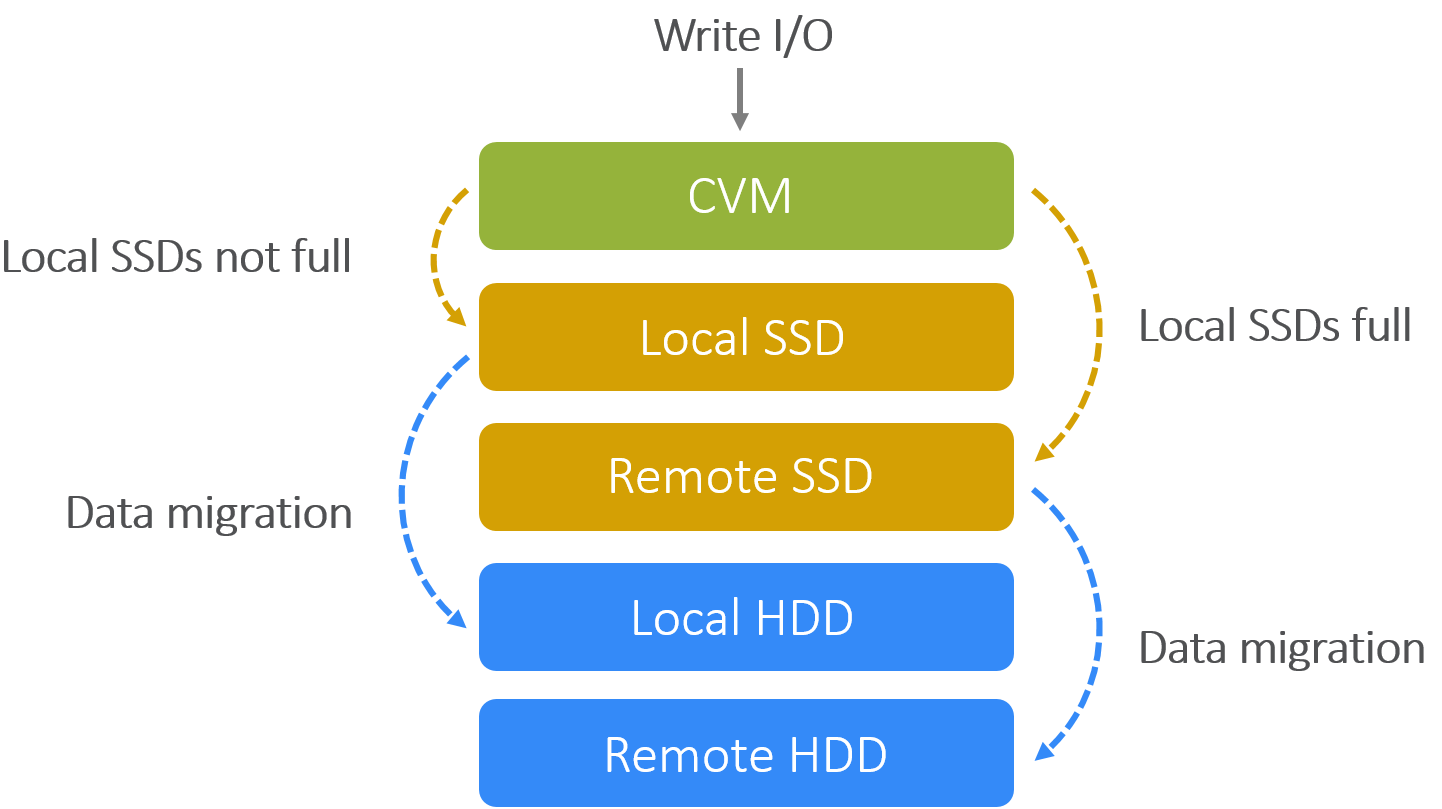 Write I/O
CVM
Local SSDs not full
Local SSD
Local SSDs full
Remote SSD
Data migration
Local HDD
Data migration
Remote HDD